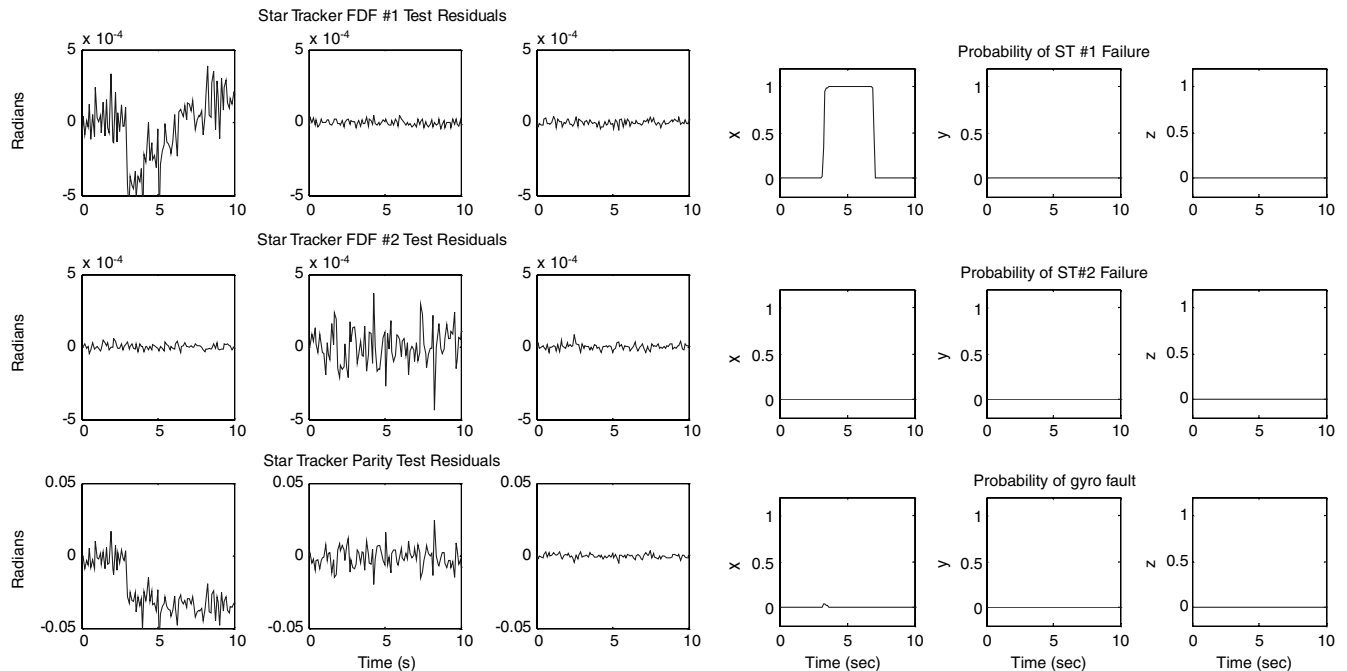 Star Tracker FDF #1 Test Residuals
x 10-4
x 10-4
x 10-4
5
0
-5
Radians
0 5 10
5
0
-5
0 5 10
5
0
-5
0 5 10
Time (s)
Star Tracker FDF #2 Test Residuals
x 10-4
x 10-4
x 10-4
5
0
-5
Radians
0 5 10
5
0
-5
0 5 10
5
0
-5
0 5 10
Star Tracker Parity Test Residuals
0.05
0
-0.05
Radians
0 5 10
0.05
0
-0.05
0 5 10
0.05
0
-0.05
0 5 10
Time (s)
Probability of ST #1 Failure
1
0.5
0
x
0 5 10
1
0.5
0
y
0 5 10
1
0.5
0
z
0 5 10
Probability of ST#2 Failure
1
0.5
0
x
0 5 10
1
0.5
0
y
0 5 10
1
0.5
0
z
0 5 10
Probability of gyro fault
1
0.5
0
x
0 5 10
Time (sec)
1
0.5
0
y
0 5 10
Time (sec)
1
0.5
0
z
0 5 10
Time (sec)